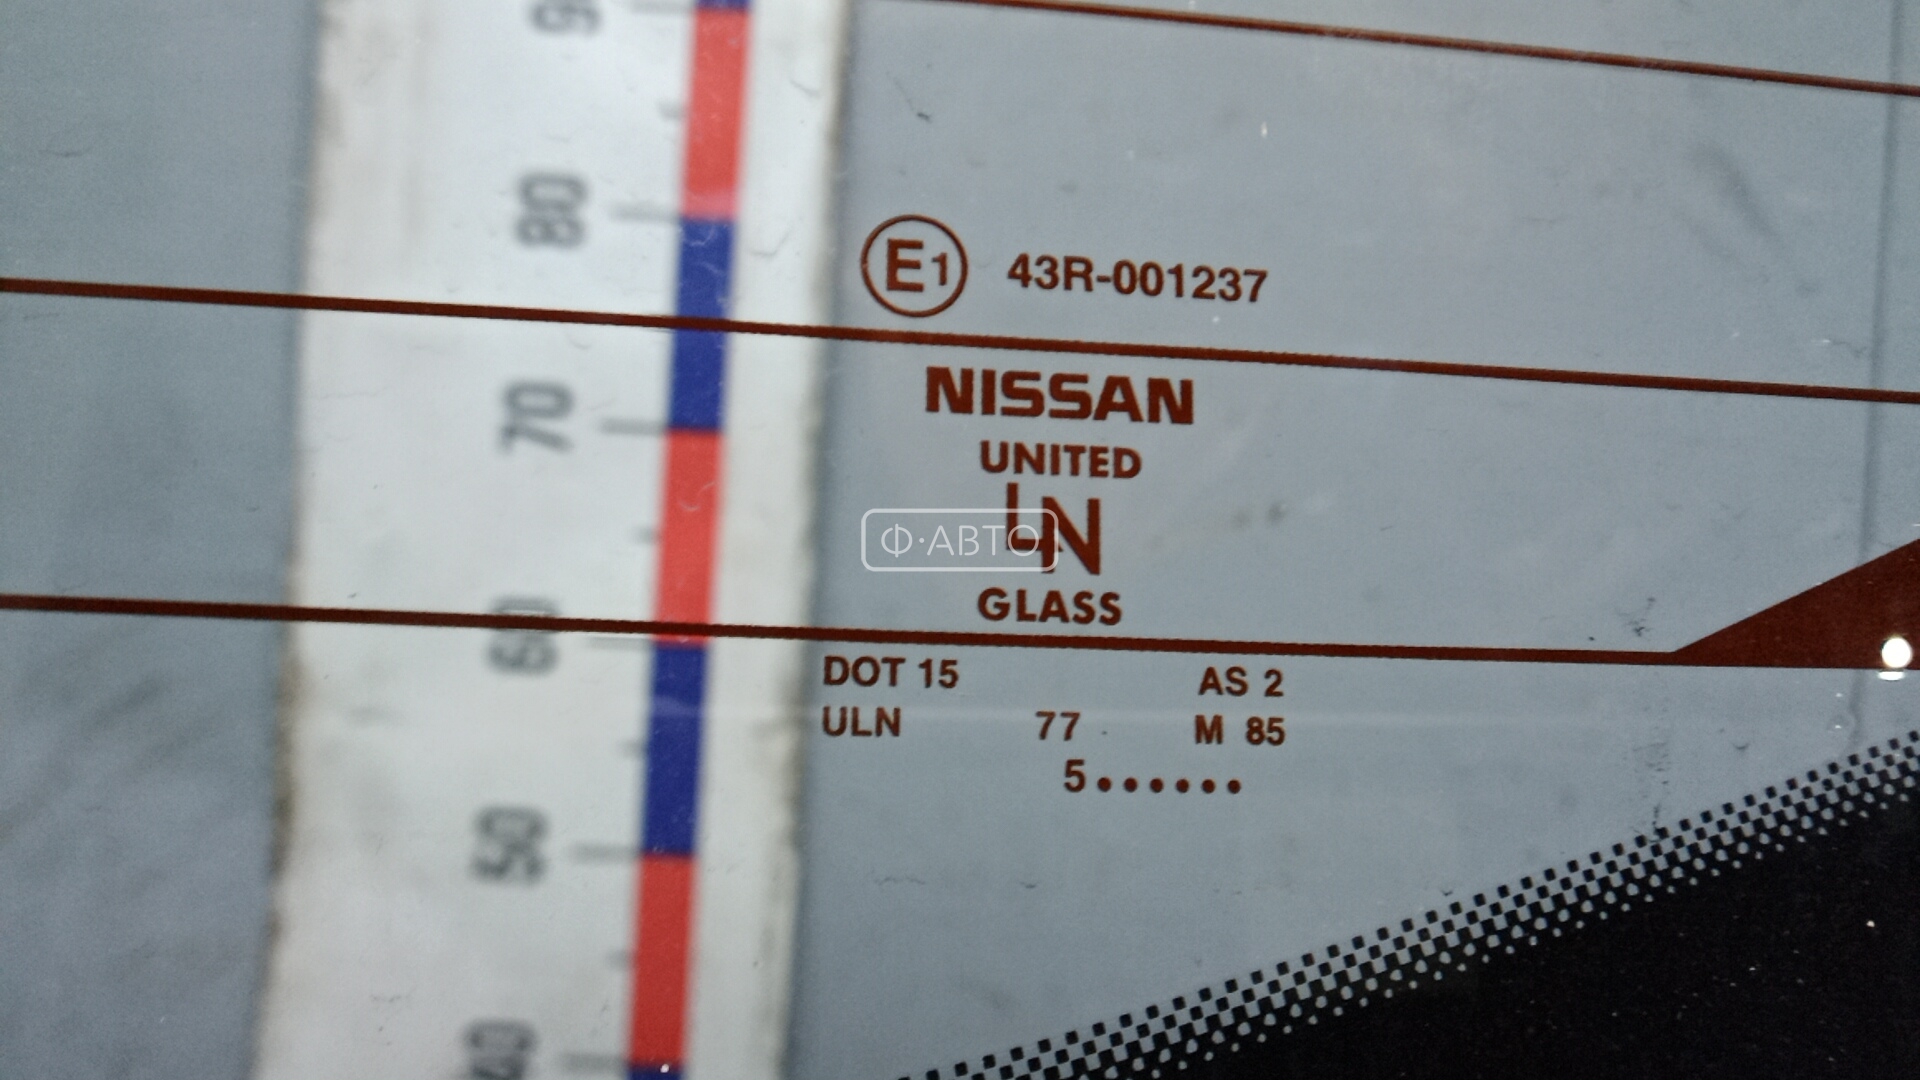 90
80
70
60
50
40
E1 43R-001237
NISSAN
UNITED
UN
Ф·АВТО
GLASS
DOT 15 AS 2
ULN 77 M 85
5••••••